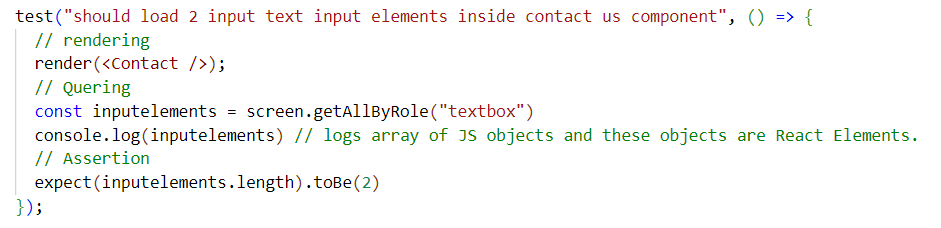 test("should load 2 input text input elements inside contact us component", () => {
// rendering
render(<Contact />);
// Quering
const inputelements = screen.getAllByRole("textbox")
console.log(inputelements) // logs array of JS objects and these objects are React Elements.
// Assertion
expect(inputelements.length).toBe(2)
});